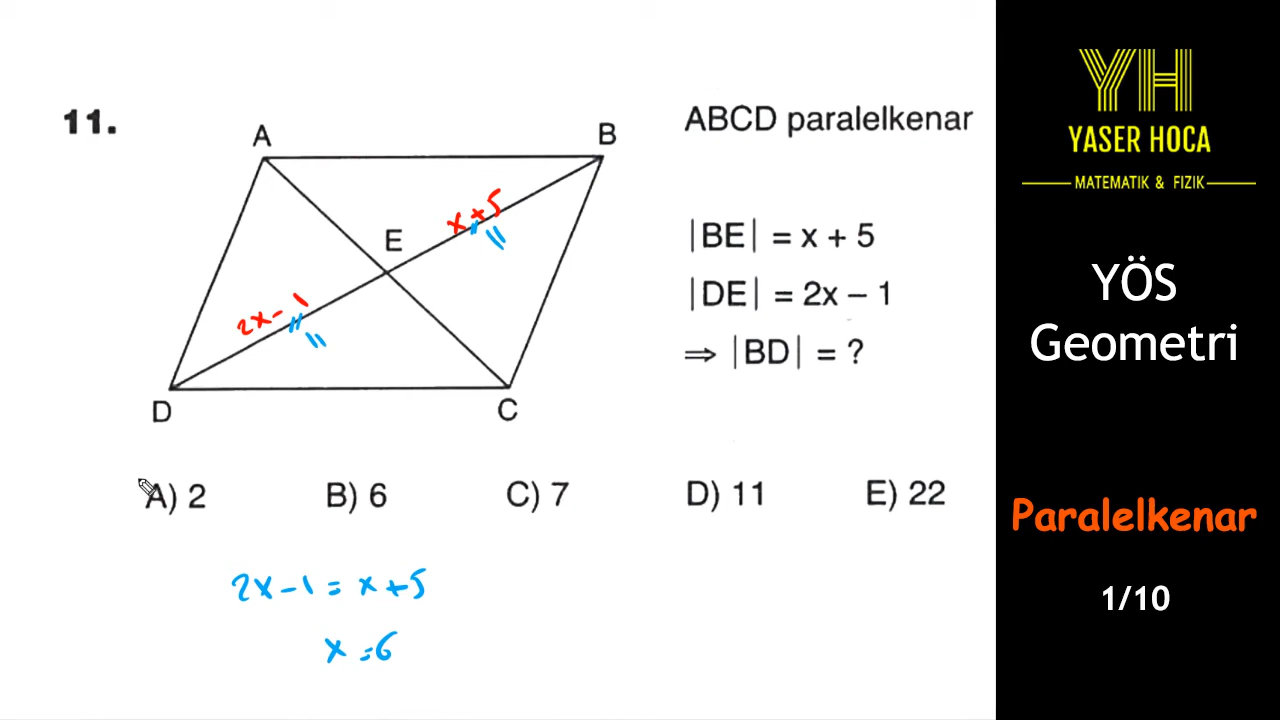 11.
A
B
E
D
C
x+5
2x-1
ABCD paralelkenar
|BE| = x + 5
|DE| = 2x – 1
⇒ |BD| = ?
A) 2 B) 6 C) 7 D) 11 E) 22
2x-1 = x+5
x = 6
YH
YASER HOCA
MATEMATIK & FIZIK
YÖS
Geometri
Paralelkenar
1/10